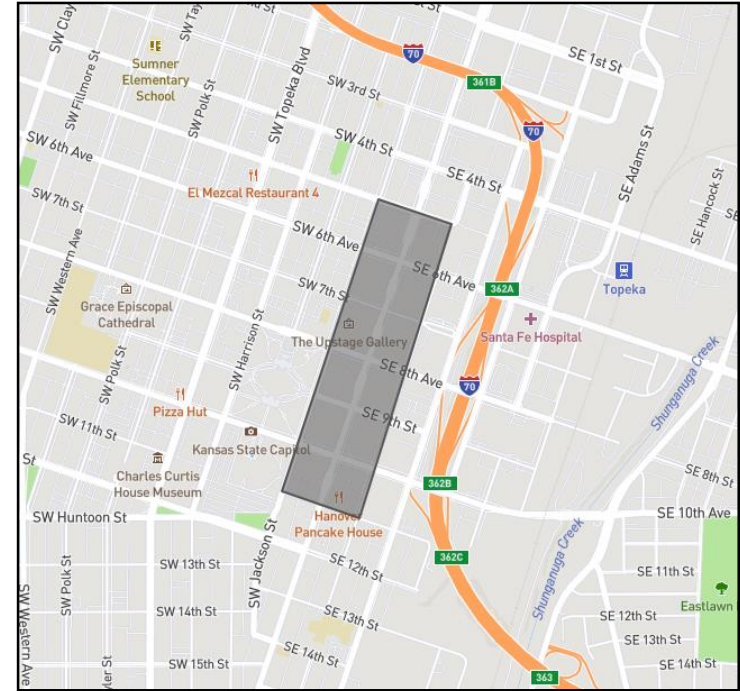 SW Clay
SW Fillmore St
Sumner
Elementary
School
SW Polk St
SW Topeka Blvd
SW 3rd St
70
361B
SE 1st St
70
SW 4th St
SE 4th St
SE Adams St
SE Hancock St
SW 6th Ave
El Mezcal Restaurant 4
SW 7th St
SW 6th Ave
SE 6th Ave
362A
Topeka
SW Western Ave
Grace Episcopal
Cathedral
SW 7th St
The Upstage Gallery
Santa Fe Hospital
SW Harrison St
SW Polk St
SE 8th Ave
70
Shunganuga Creek
Pizza Hut
SW 11th St
Kansas State Capitol
SE 9th St
Charles Curtis
House Museum
St
362B
SE 8th St
SW Huntoon St
Hanover
Pancake House
SE 10th Ave
SW Jackson St
SE 12th St
362C
Shunganuga Creek
SW 13th St
SE 11th St
SW Polk St
Eastlawn
SW 14th St
SE 13th St
SE 12th St
SE 13th St
SW Western Ave
SW 15th St
SE 14th St
SE 14th St
363